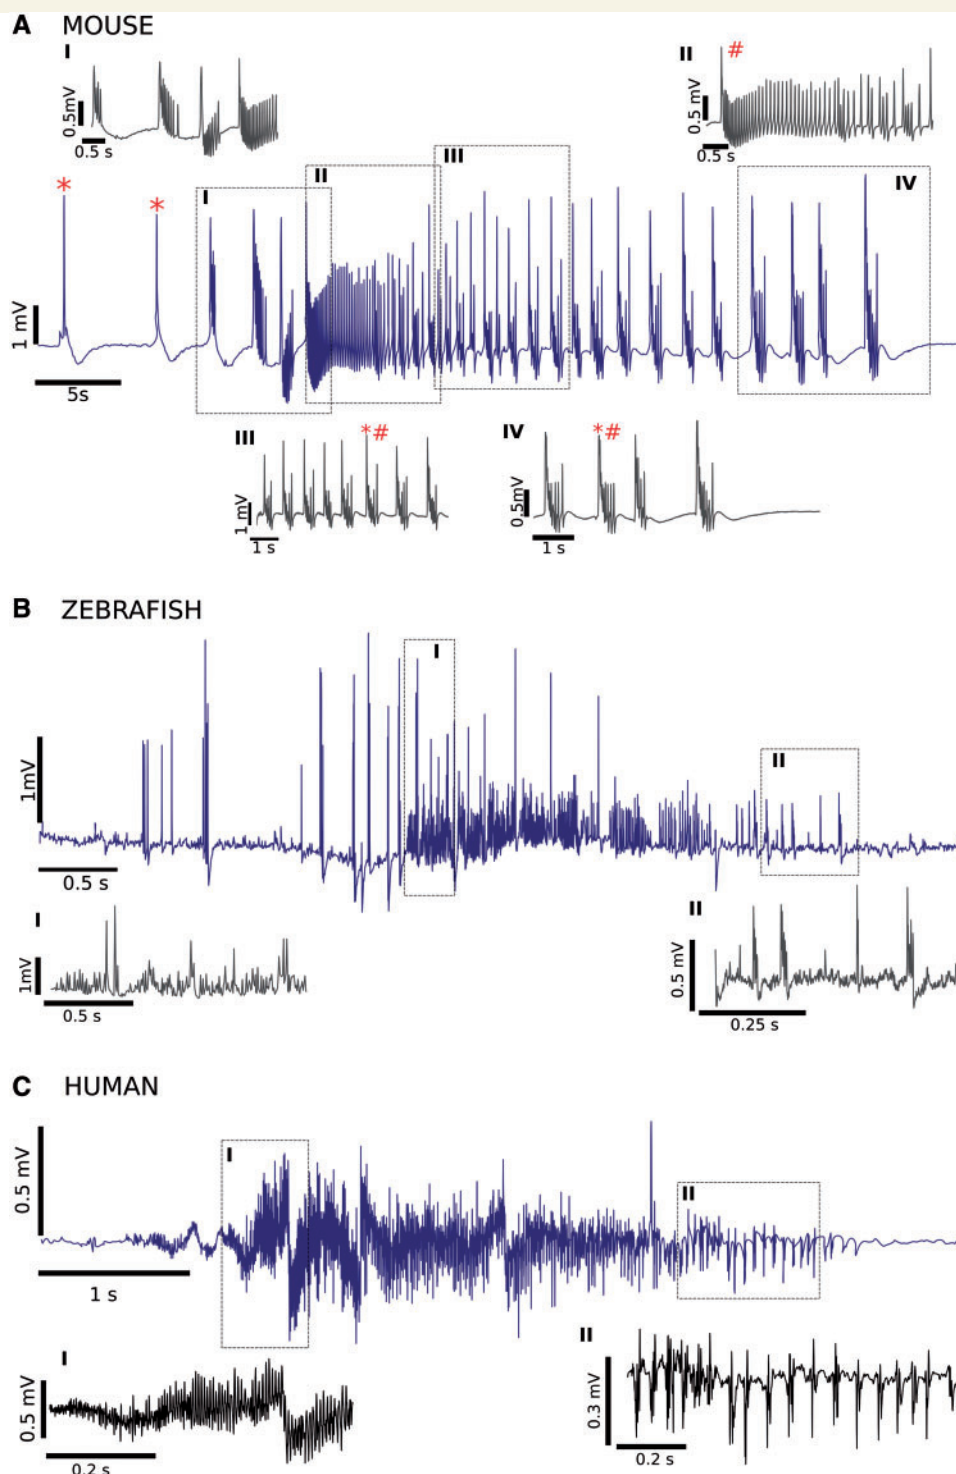 A MOUSE
I
0.5mV
0.5 s
II
#
0.5 mV
0.5 s
*
*
I
II
III
IV
1 mV
5s
III
*#
1 mV
1 s
IV
*#
0.5mV
1 s
B ZEBRAFISH
I
II
1mV
0.5 s
I
1mV
0.5 s
II
0.5 mV
0.25 s
C HUMAN
I
II
0.5 mV
1 s
I
0.5 mV
0.2 s
II
0.3 mV
0.2 s